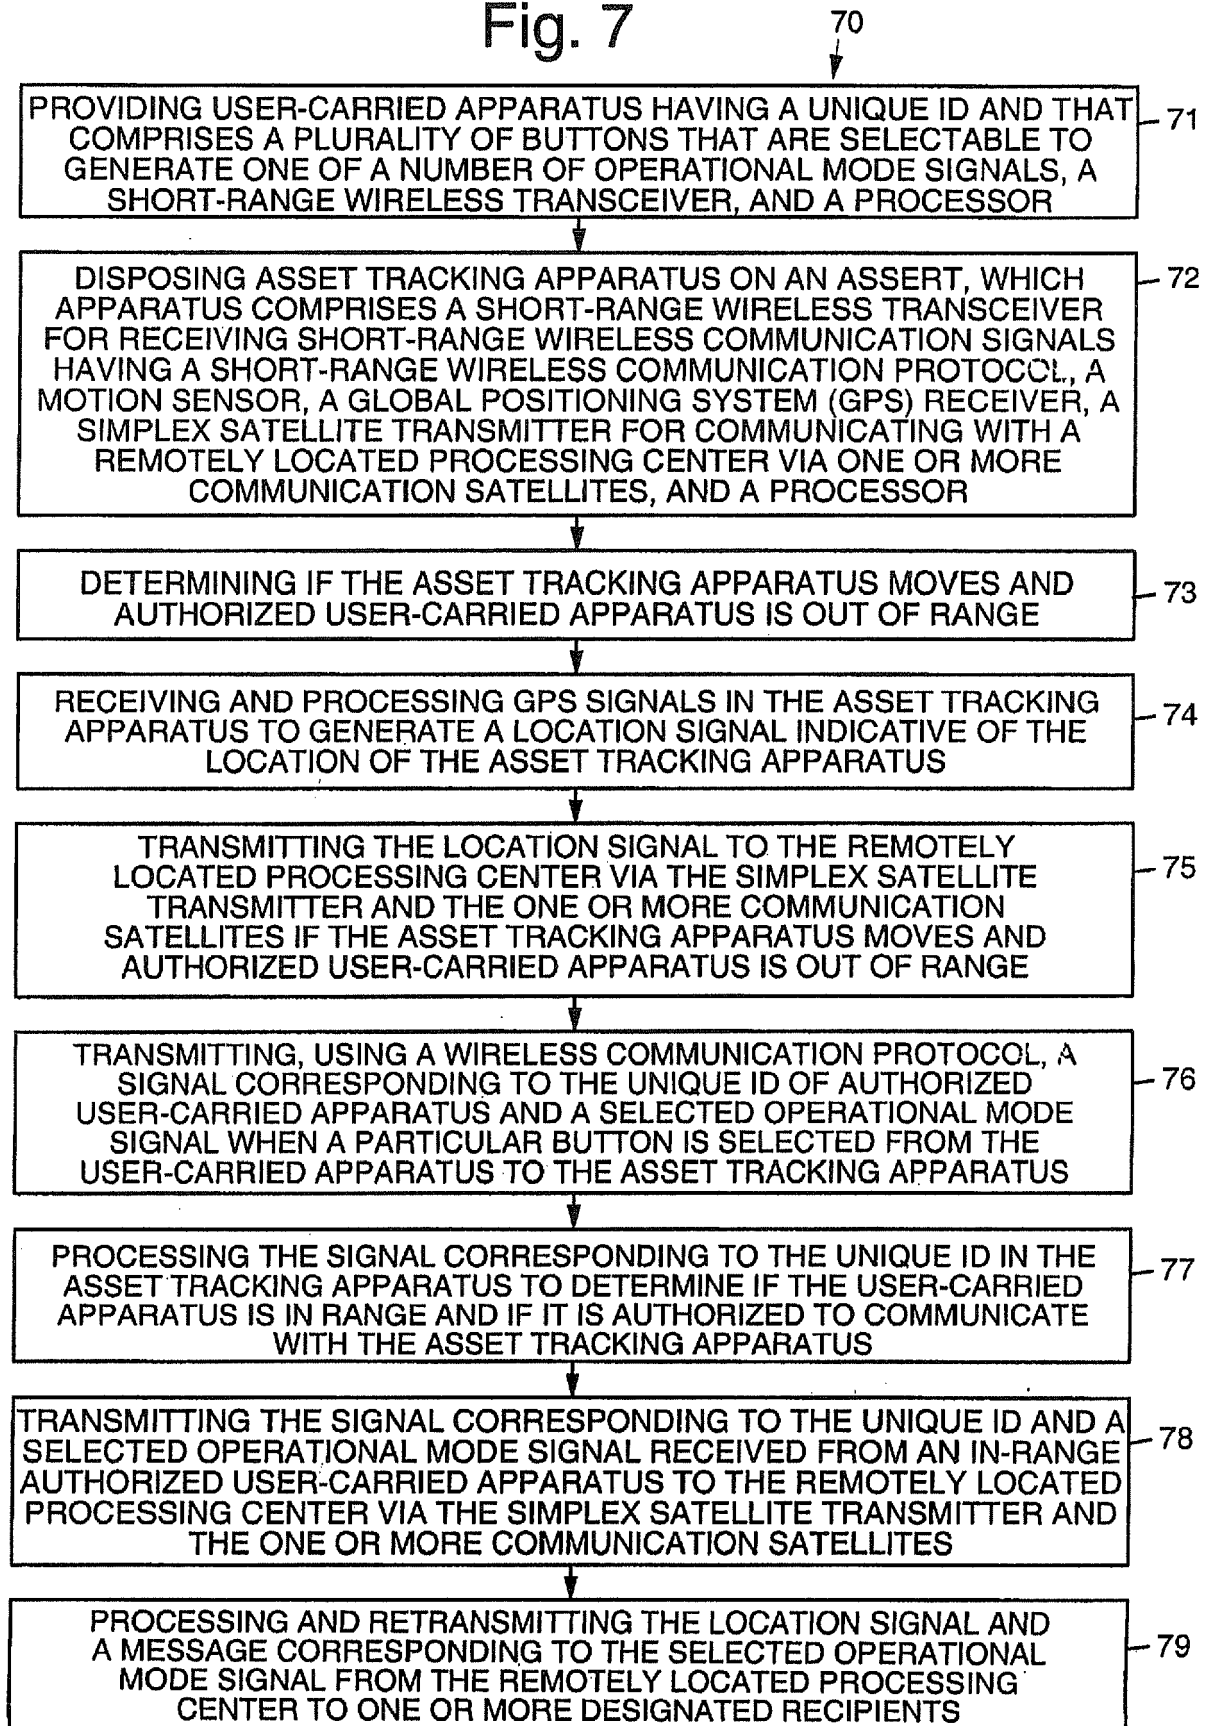 Fig. 7
70
PROVIDING USER-CARRIED APPARATUS HAVING A UNIQUE ID AND THAT
COMPRISES A PLURALITY OF BUTTONS THAT ARE SELECTABLE TO
GENERATE ONE OF A NUMBER OF OPERATIONAL MODE SIGNALS, A
SHORT-RANGE WIRELESS TRANSCEIVER, AND A PROCESSOR
71
DISPOSING ASSET TRACKING APPARATUS ON AN ASSERT, WHICH
APPARATUS COMPRISES A SHORT-RANGE WIRELESS TRANSCEIVER
FOR RECEIVING SHORT-RANGE WIRELESS COMMUNICATION SIGNALS
HAVING A SHORT-RANGE WIRELESS COMMUNICATION PROTOCOL, A
MOTION SENSOR, A GLOBAL POSITIONING SYSTEM (GPS) RECEIVER, A
SIMPLEX SATELLITE TRANSMITTER FOR COMMUNICATING WITH A
REMOTELY LOCATED PROCESSING CENTER VIA ONE OR MORE
COMMUNICATION SATELLITES, AND A PROCESSOR
72
DETERMINING IF THE ASSET TRACKING APPARATUS MOVES AND
AUTHORIZED USER-CARRIED APPARATUS IS OUT OF RANGE
73
RECEIVING AND PROCESSING GPS SIGNALS IN THE ASSET TRACKING
APPARATUS TO GENERATE A LOCATION SIGNAL INDICATIVE OF THE
LOCATION OF THE ASSET TRACKING APPARATUS
74
TRANSMITTING THE LOCATION SIGNAL TO THE REMOTELY
LOCATED PROCESSING CENTER VIA THE SIMPLEX SATELLITE
TRANSMITTER AND THE ONE OR MORE COMMUNICATION
SATELLITES IF THE ASSET TRACKING APPARATUS MOVES AND
AUTHORIZED USER-CARRIED APPARATUS IS OUT OF RANGE
75
TRANSMITTING, USING A WIRELESS COMMUNICATION PROTOCOL, A
SIGNAL CORRESPONDING TO THE UNIQUE ID OF AUTHORIZED
USER-CARRIED APPARATUS AND A SELECTED OPERATIONAL MODE
SIGNAL WHEN A PARTICULAR BUTTON IS SELECTED FROM THE
USER-CARRIED APPARATUS TO THE ASSET TRACKING APPARATUS
76
PROCESSING THE SIGNAL CORRESPONDING TO THE UNIQUE ID IN THE
ASSET TRACKING APPARATUS TO DETERMINE IF THE USER-CARRIED
APPARATUS IS IN RANGE AND IF IT IS AUTHORIZED TO COMMUNICATE
WITH THE ASSET TRACKING APPARATUS
77
TRANSMITTING THE SIGNAL CORRESPONDING TO THE UNIQUE ID AND A
SELECTED OPERATIONAL MODE SIGNAL RECEIVED FROM AN IN-RANGE
AUTHORIZED USER-CARRIED APPARATUS TO THE REMOTELY LOCATED
PROCESSING CENTER VIA THE SIMPLEX SATELLITE TRANSMITTER AND
THE ONE OR MORE COMMUNICATION SATELLITES
78
PROCESSING AND RETRANSMITTING THE LOCATION SIGNAL AND
A MESSAGE CORRESPONDING TO THE SELECTED OPERATIONAL
MODE SIGNAL FROM THE REMOTELY LOCATED PROCESSING
CENTER TO ONE OR MORE DESIGNATED RECIPIENTS
79